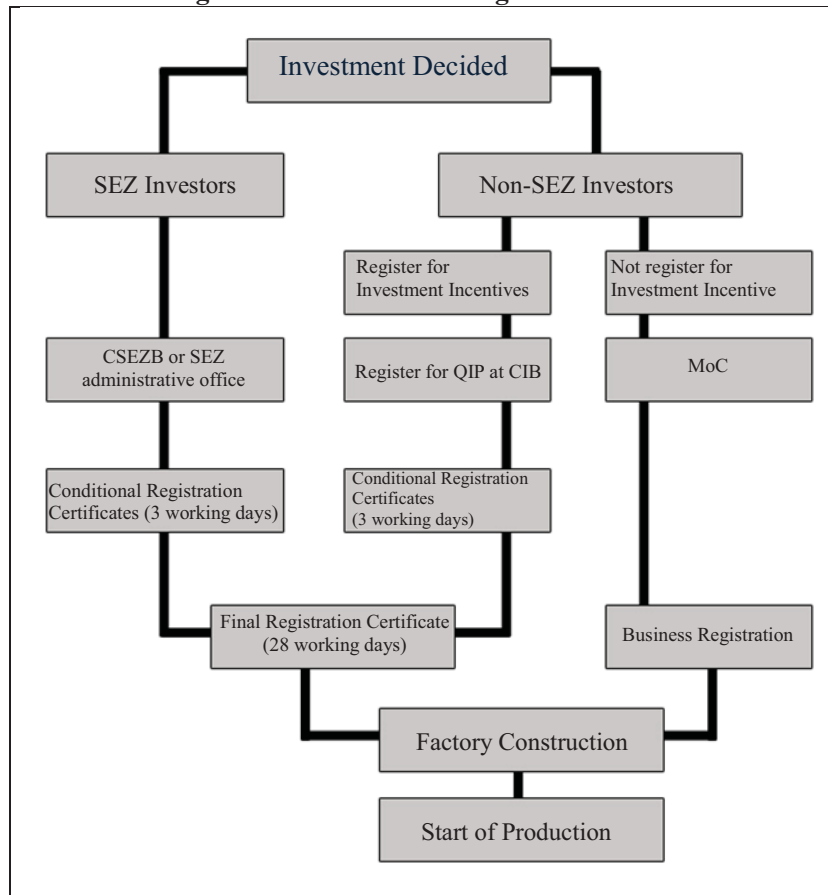 Investment Decided
SEZ Investors
Non-SEZ Investors
Register for
Investment Incentives
Not register for
Investment Incentive
CSEZB or SEZ
administrative office
Register for QIP at CIB
MoC
Conditional Registration
Certificates (3 working days)
Conditional Registration
Certificates
(3 working days)
Final Registration Certificate
(28 working days)
Business Registration
Factory Construction
Start of Production